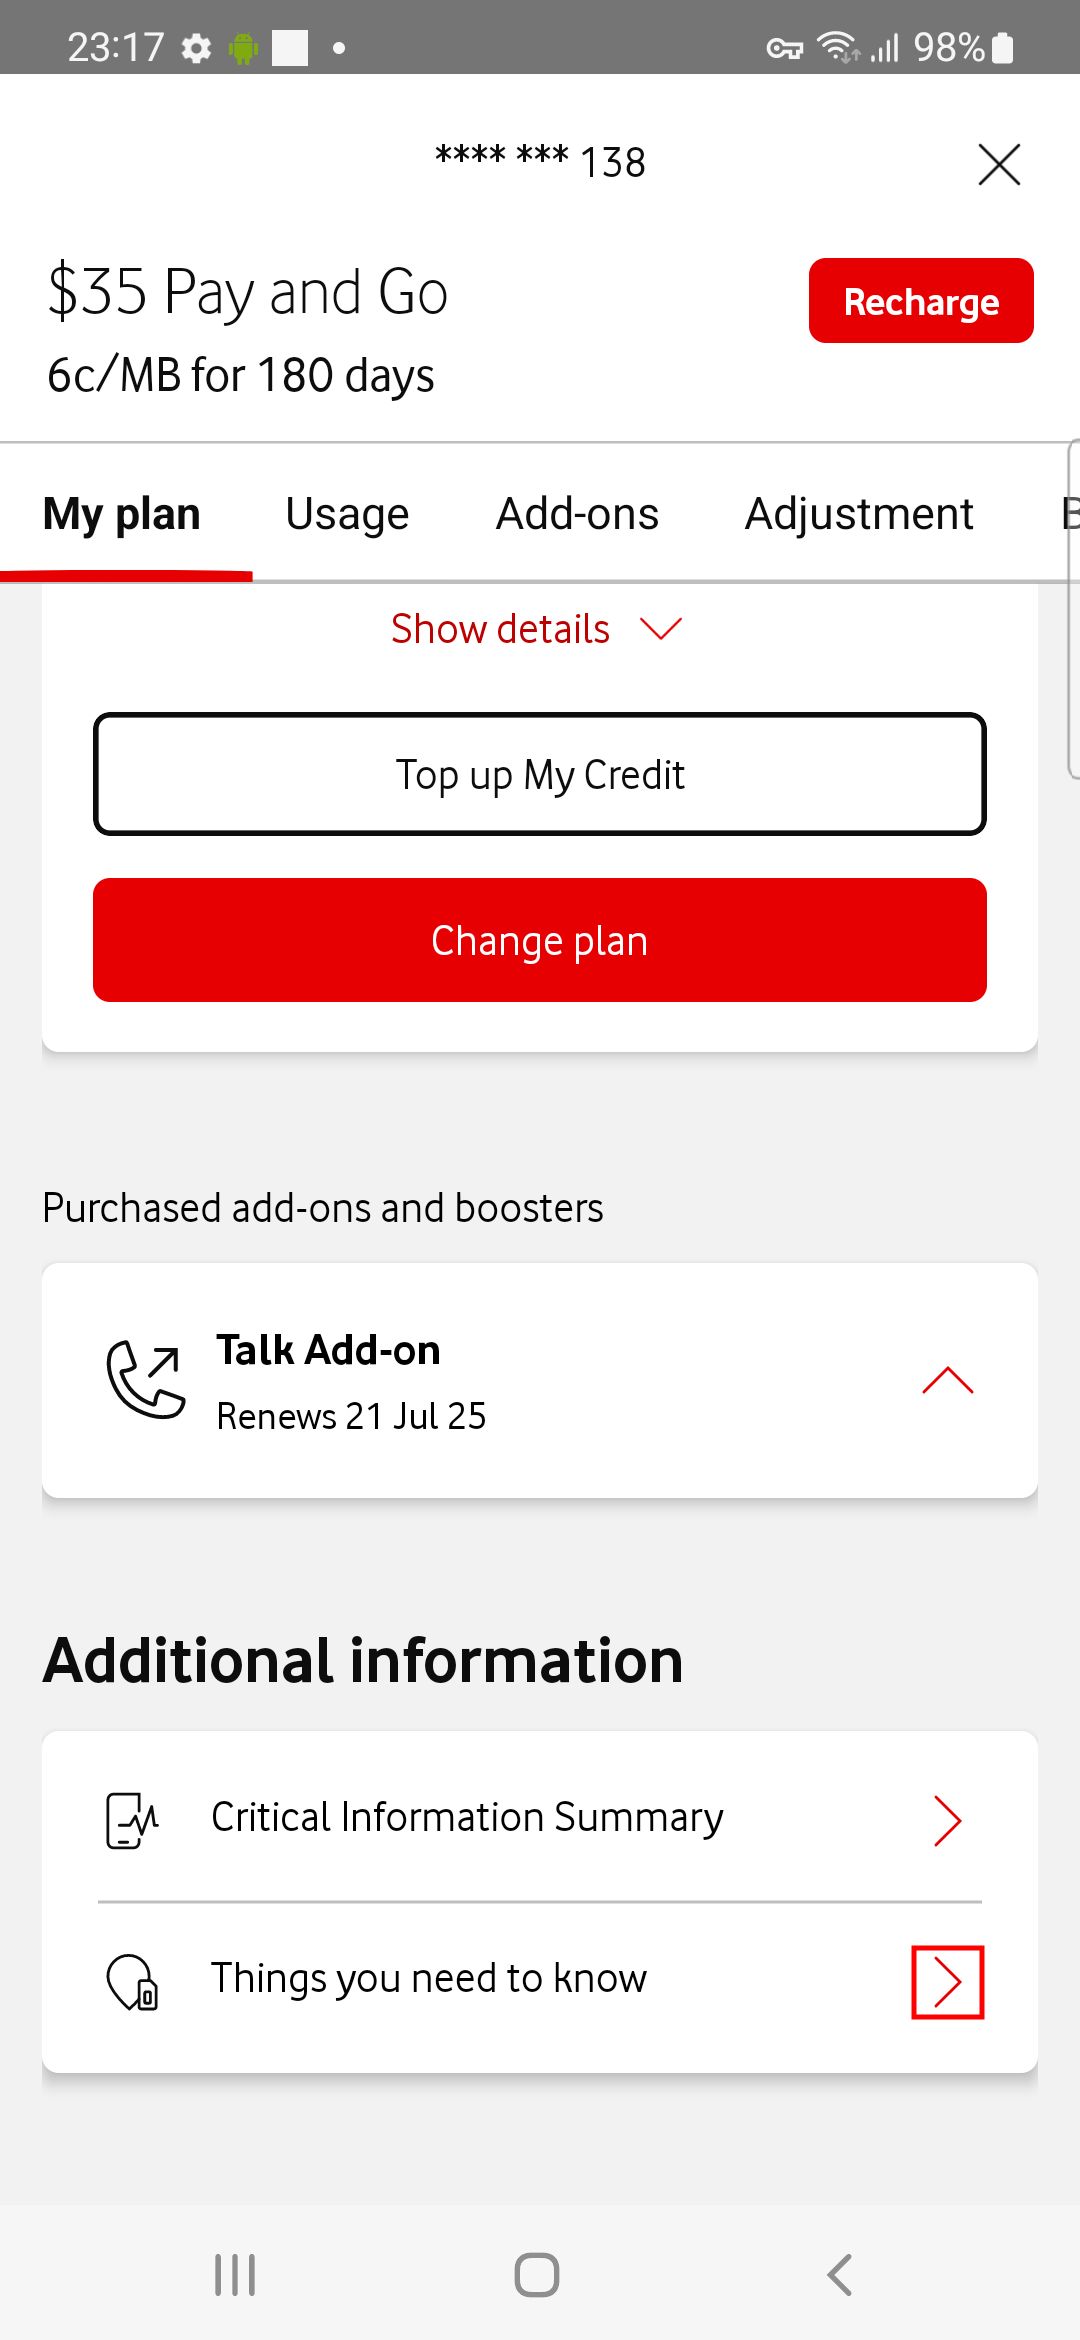 23:17
98%
**** *** 138
$35 Pay and Go
Recharge
6c/MB for 180 days
My plan
Usage
Add-ons
Adjustment
Show details
Top up My Credit
Change plan
Purchased add-ons and boosters
Talk Add-on
Renews 21 Jul 25
Additional information
Critical Information Summary
Things you need to know